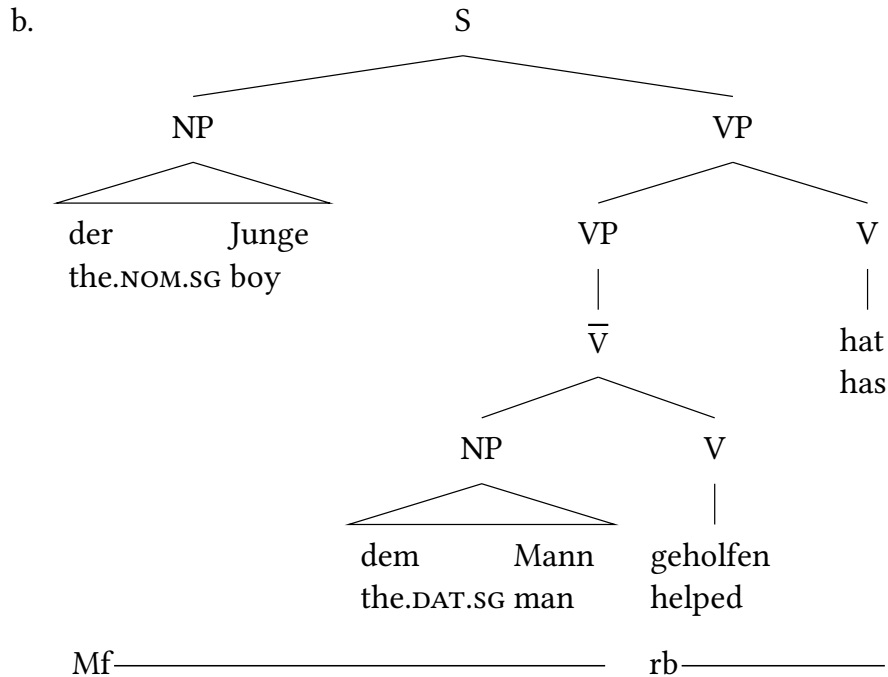 b. S
NP VP
der Junge VP V
the.NOM.SG boy
V̅ hat
has
NP V
dem Mann geholfen
the.DAT.SG man helped
Mf rb